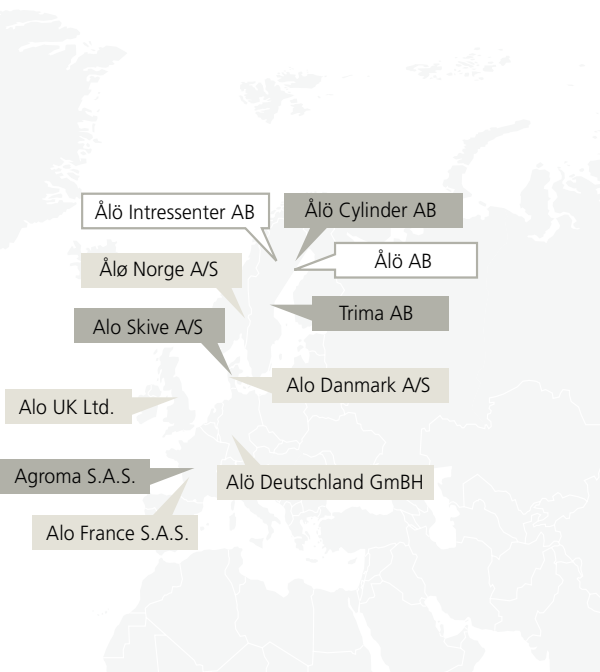 Ålö Intressenter AB
Ålö Cylinder AB
Ålö AB
Ålø Norge A/S
Trima AB
Alo Skive A/S
Alo Danmark A/S
Alo UK Ltd.
Agroma S.A.S.
Alö Deutschland GmBH
Alo France S.A.S.